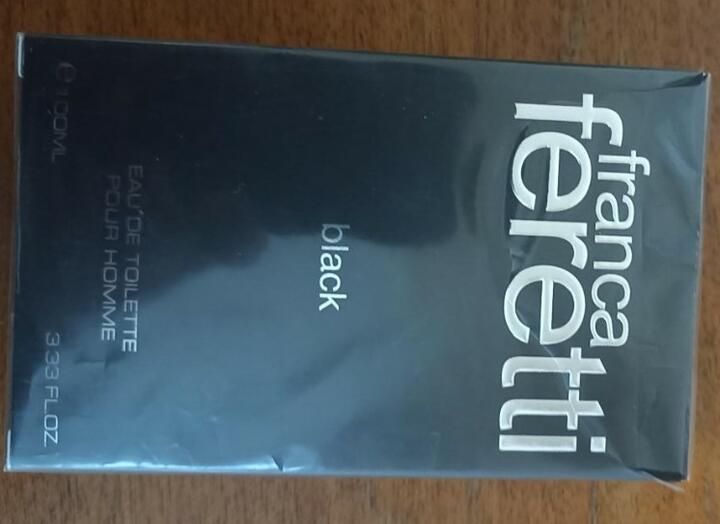 franca
feretti
black
EAU DE TOILETTE
POUR HOMME
e 100ML
3.33 FL.OZ.